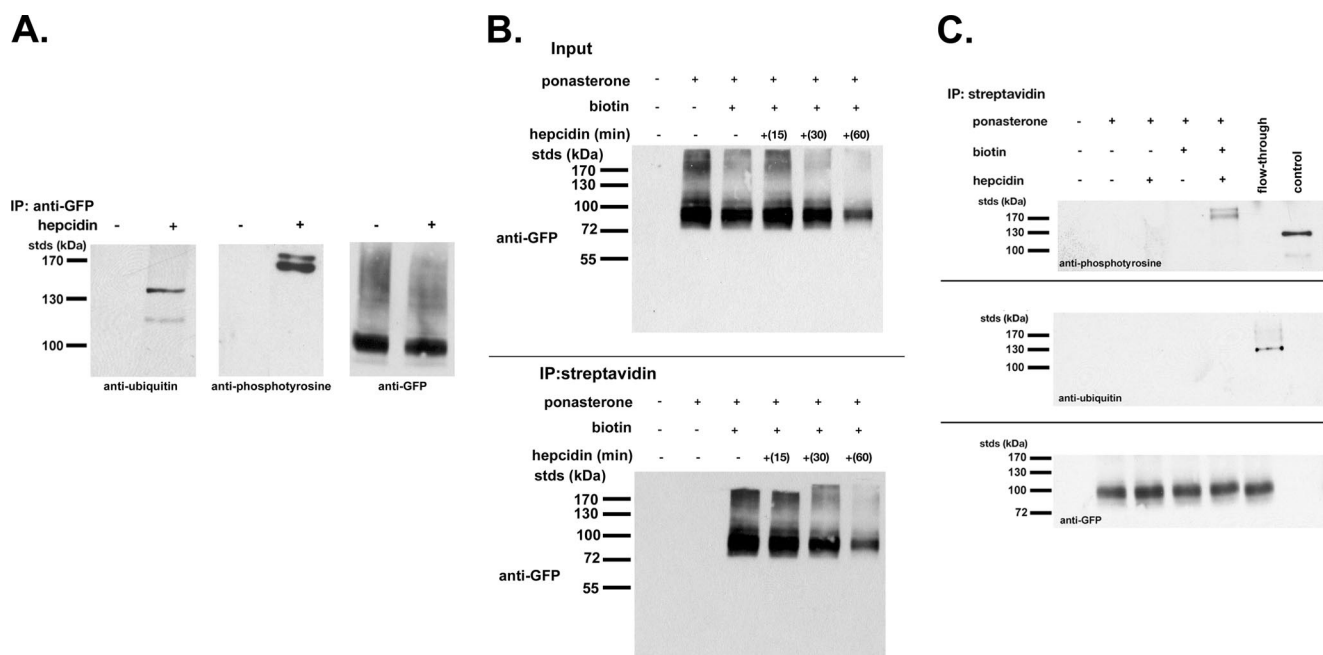 A.
IP: anti-GFP
hepcidin - + - + - +
stds (kDa)
170
130
100
anti-ubiquitin anti-phosphotyrosine anti-GFP
B.
Input
ponasterone - + + + + +
biotin - - + + + +
hepcidin (min) - - - +(15) +(30) +(60)
stds (kDa)
170
130
100
72
55
anti-GFP
IP:streptavidin
ponasterone - + + + + +
biotin - - + + + +
hepcidin (min) - - - +(15) +(30) +(60)
stds (kDa)
170
130
100
72
55
anti-GFP
C.
IP: streptavidin
ponasterone - + + + +
biotin - - - + +
hepcidin - - + - +
flow-through
control
stds (kDa)
170
130
100
anti-phosphotyrosine
stds (kDa)
170
130
100
anti-ubiquitin
stds (kDa)
170
130
100
72
anti-GFP